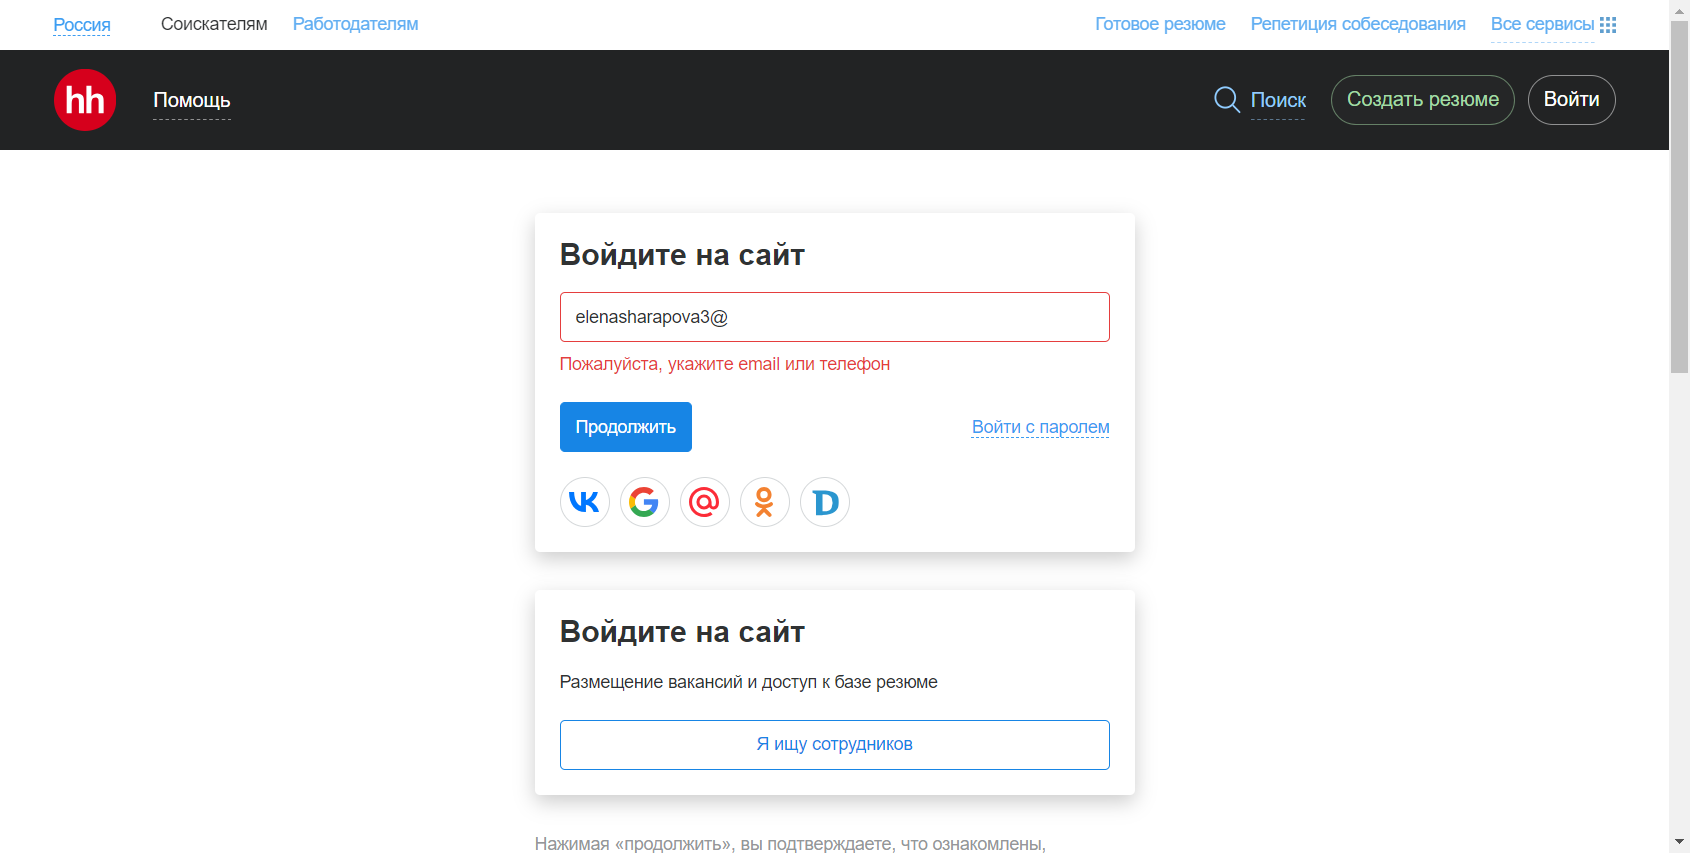 Россия Соискателям Работодателям Готовое резюме Репетиция собеседования Все сервисы
hh Помощь Поиск Создать резюме Войти
Войдите на сайт
elenasharapova3@
Пожалуйста, укажите email или телефон
Продолжить Войти с паролем
Войдите на сайт
Размещение вакансий и доступ к базе резюме
Я ищу сотрудников
Нажимая «продолжить», вы подтверждаете, что ознакомлены,